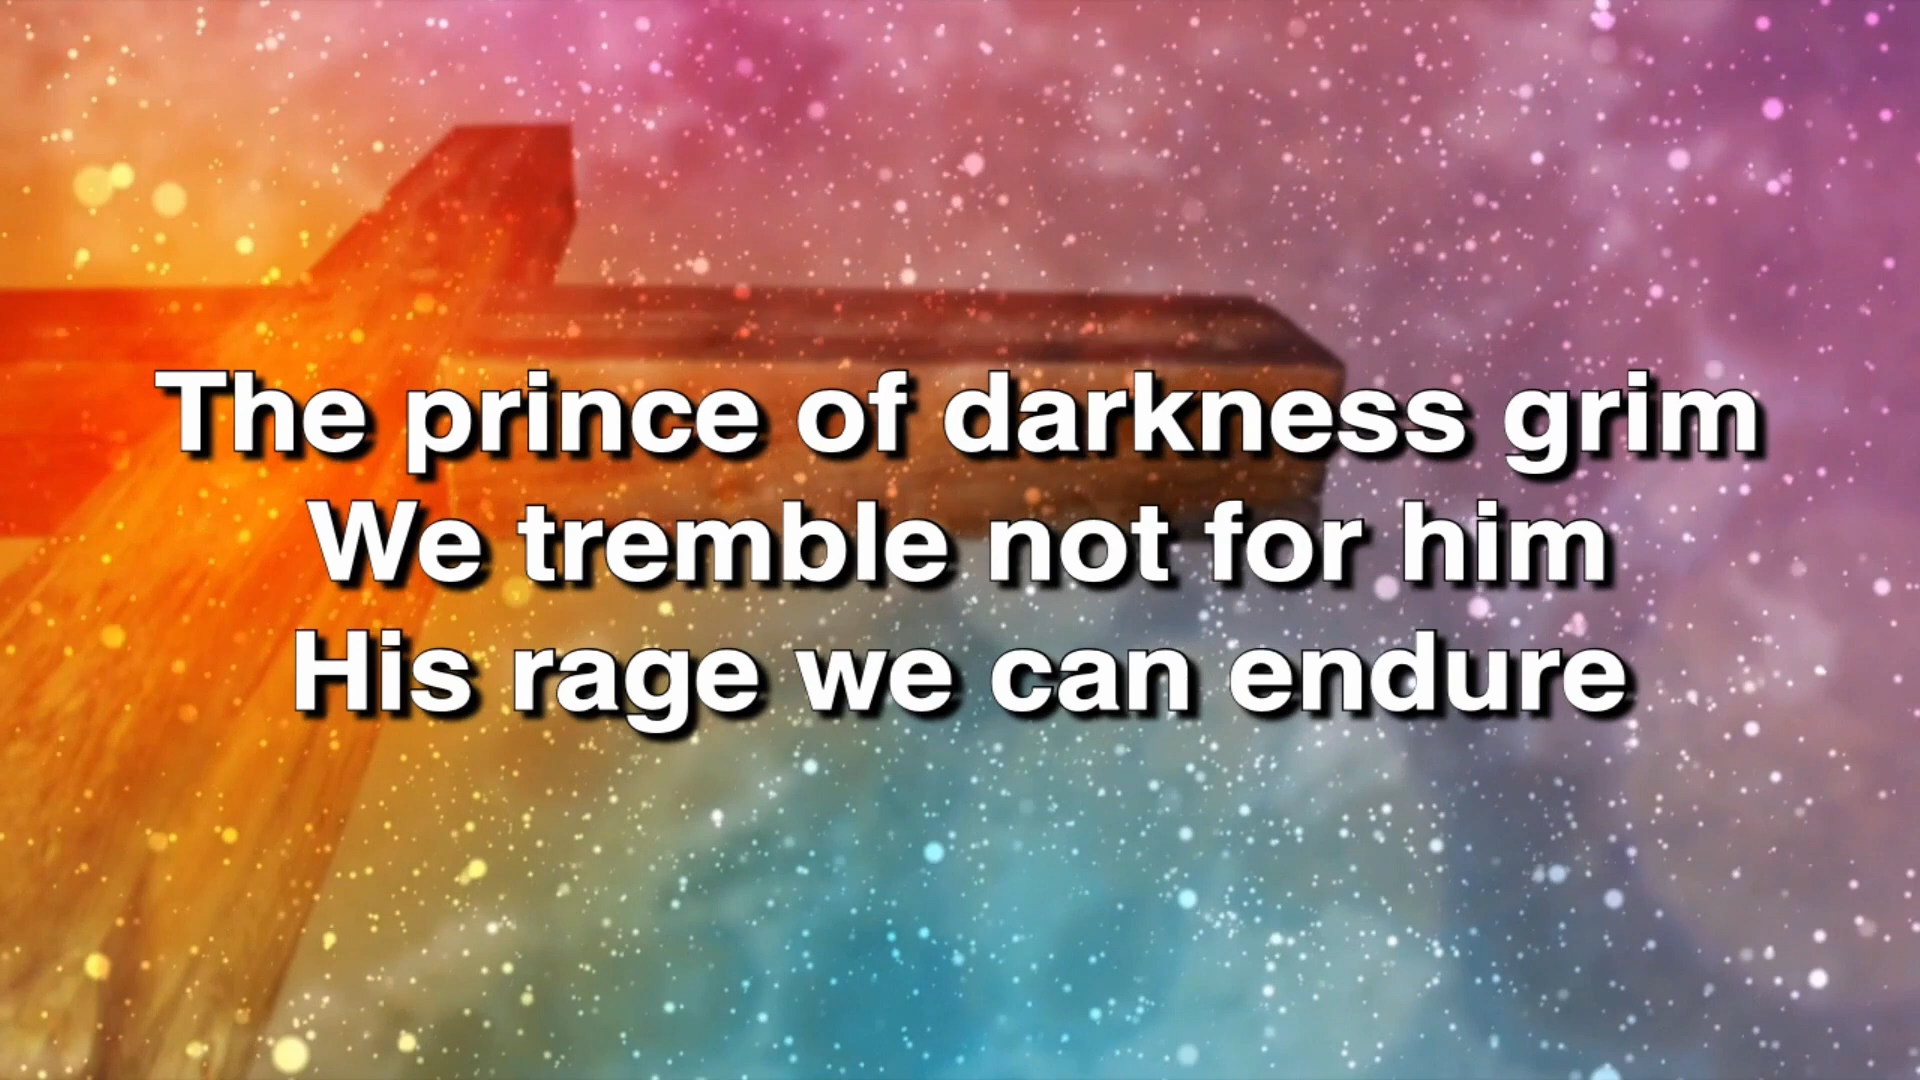 The prince of darkness grim
We tremble not for him
His rage we can endure